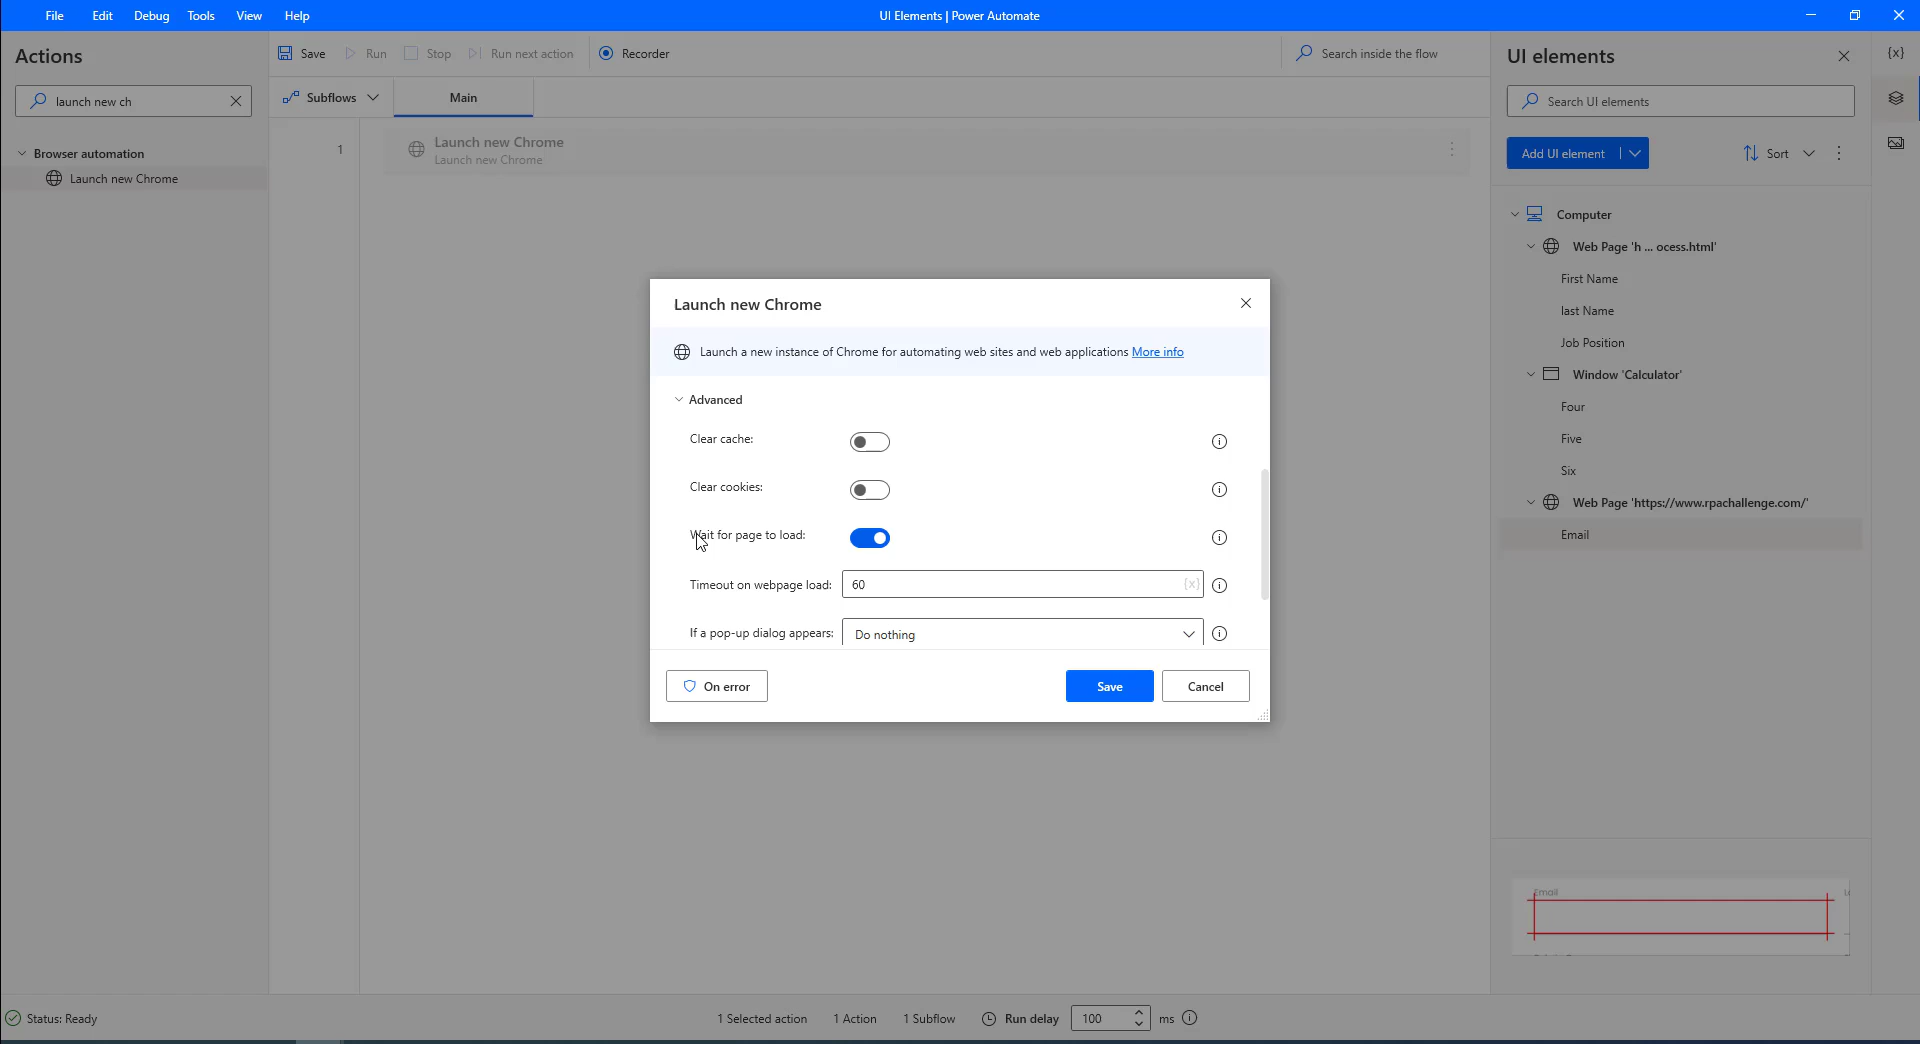 File Edit Debug Tools View Help
UI Elements | Power Automate
Actions
launch new ch
Browser automation
Launch new Chrome
Save Run Stop Run next action Recorder
Search inside the flow
Subflows Main
1
Launch new Chrome
Launch new Chrome
Launch new Chrome
Launch a new instance of Chrome for automating web sites and web applications More info
Advanced
Clear cache:
Clear cookies:
Wait for page to load:
Timeout on webpage load: 60 {x}
If a pop-up dialog appears: Do nothing
On error Save Cancel
UI elements
{x}
Search UI elements
Add UI element Sort
Computer
Web Page 'h ... ocess.html'
First Name
last Name
Job Position
Window 'Calculator'
Four
Five
Six
Web Page 'https://www.rpachallenge.com/'
Email
Email
Status: Ready
1 Selected action 1 Action 1 Subflow Run delay 100 ms